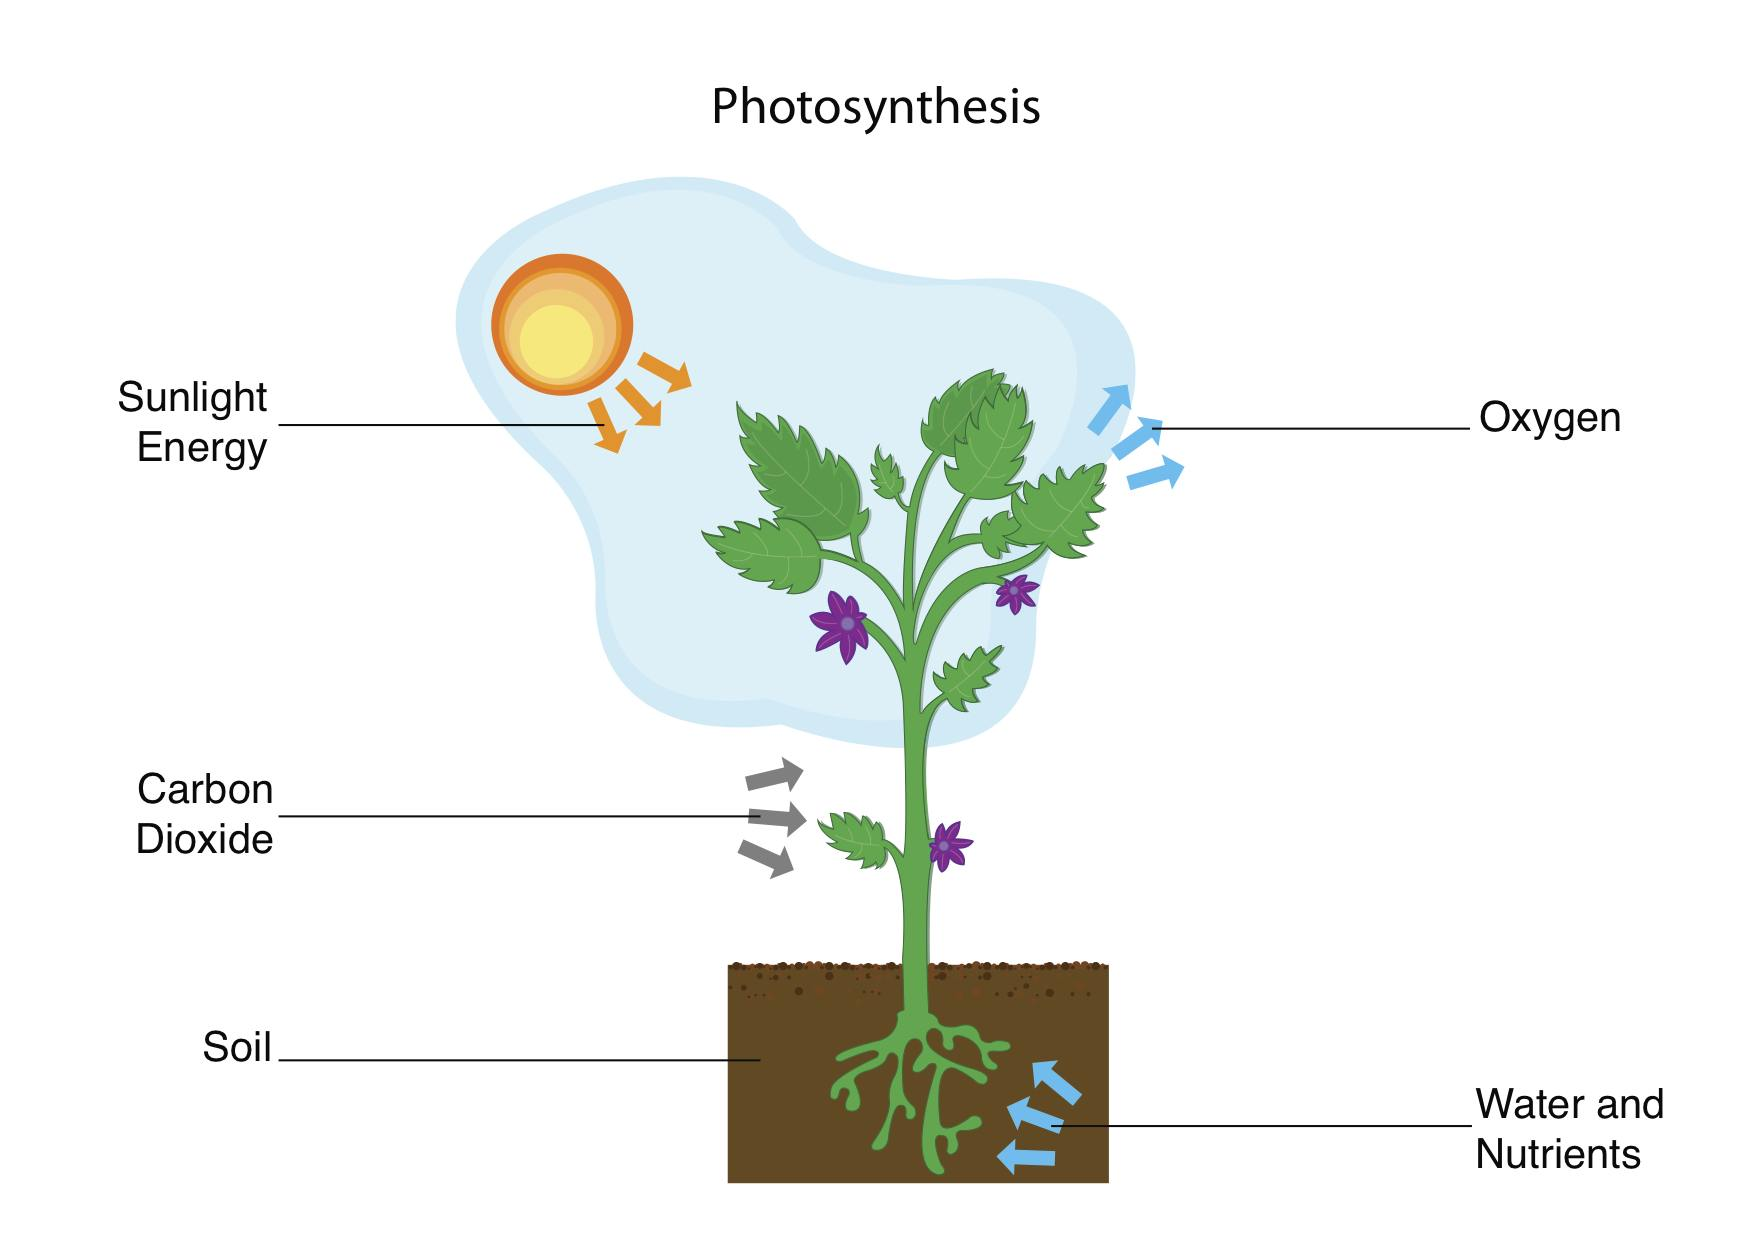 Photosynthesis
Sunlight
Energy
Oxygen
Carbon
Dioxide
Soil
Water and
Nutrients